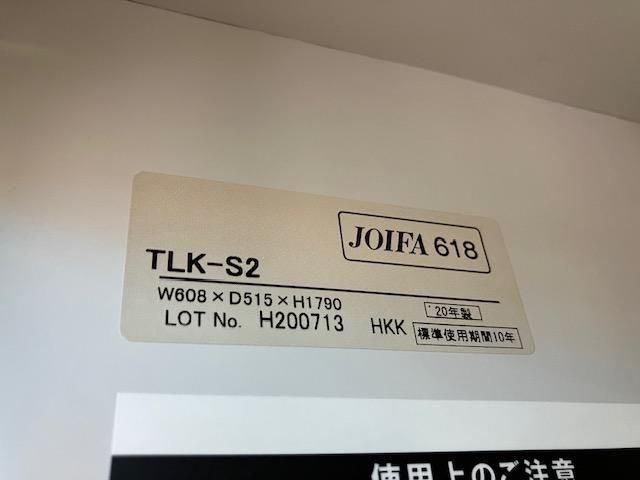 JOIFA 618
TLK-S2
W608×D515×H1790
'20年製
LOT No. H200713 HKK
標準使用期間10年
使用上のご注意